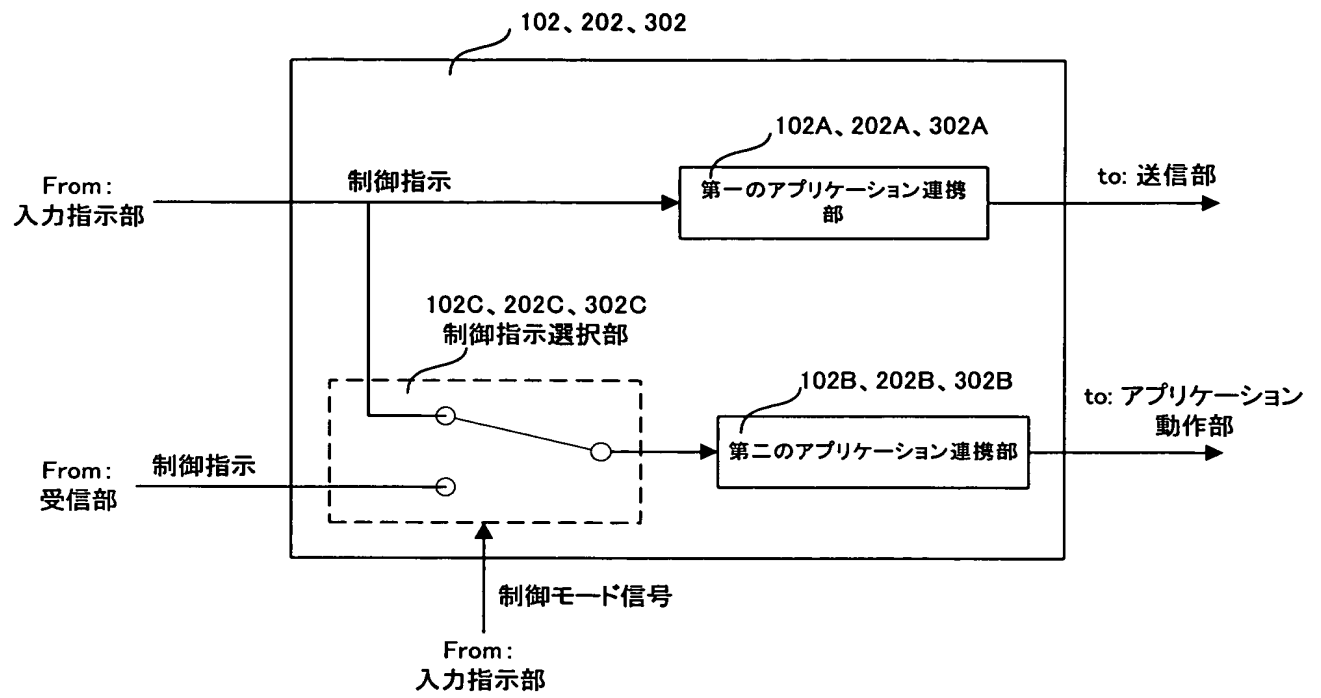 102、202、302
102A、202A、302A
From:
入力指示部
制御指示
第一のアプリケーション連携
部
to: 送信部
102C、202C、302C
制御指示選択部
102B、202B、302B
to: アプリケーション
動作部
From:
受信部
制御指示
第二のアプリケーション連携部
制御モード信号
From:
入力指示部